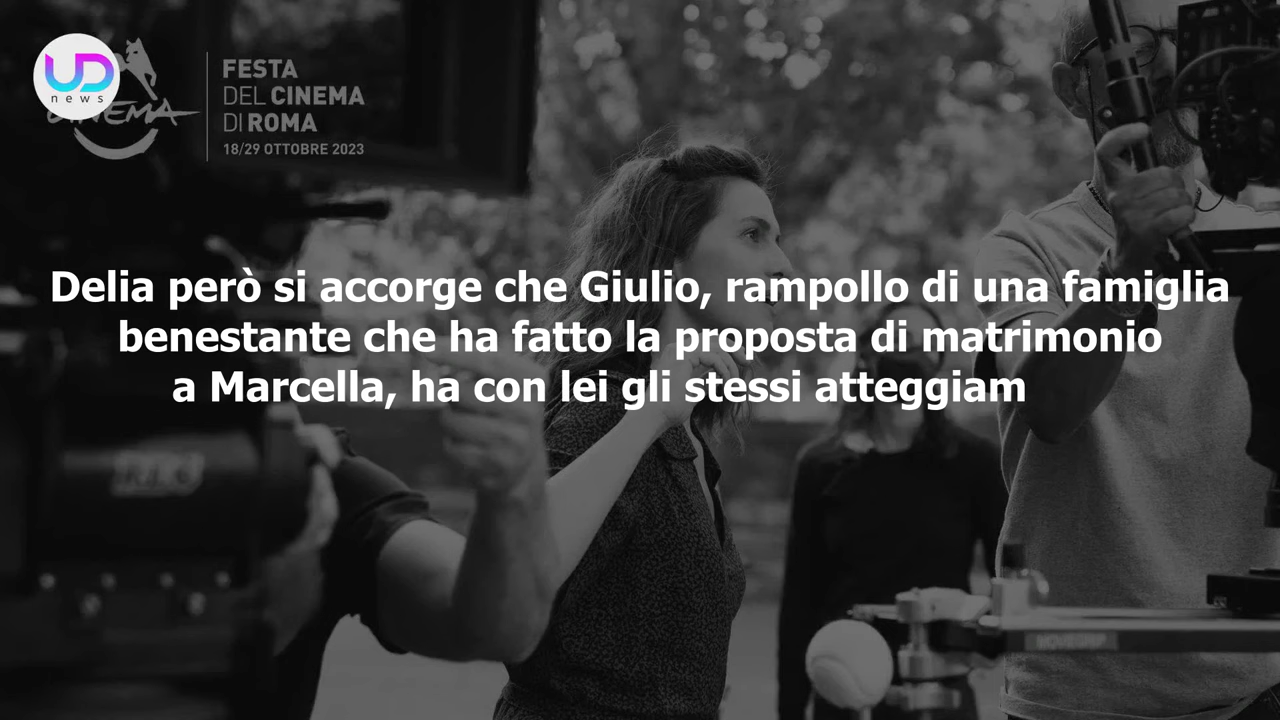 UD
news
CINEMA
FESTA
DEL CINEMA
DI ROMA
18/29 OTTOBRE 2023
Delia però si accorge che Giulio, rampollo di una famiglia
benestante che ha fatto la proposta di matrimonio
a Marcella, ha con lei gli stessi atteggiam